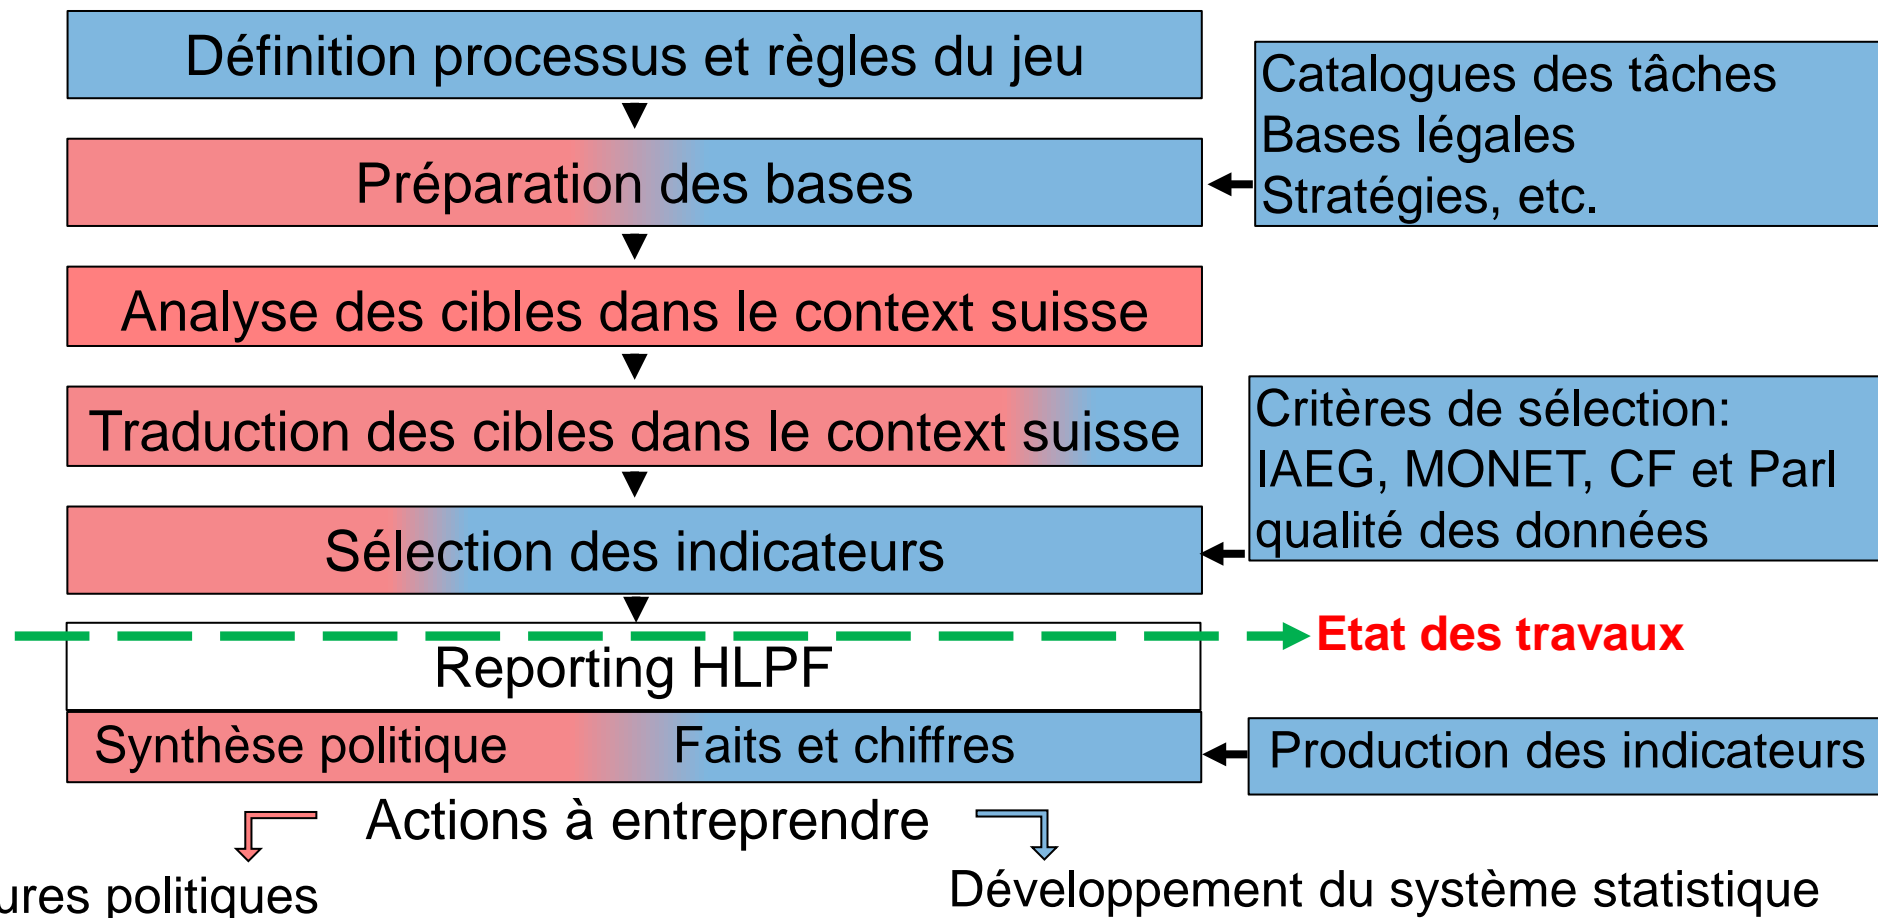 Définition processus et règles du jeu
Catalogues des tâches
Bases légales
Stratégies, etc.
Préparation des bases
Analyse des cibles dans le context suisse
Traduction des cibles dans le context suisse
Critères de sélection:
IAEG, MONET, CF et Parl
qualité des données
Sélection des indicateurs
Etat des travaux
Reporting HLPF
Synthèse politique Faits et chiffres
Production des indicateurs
Actions à entreprendre
politiques
Développement du système statistique